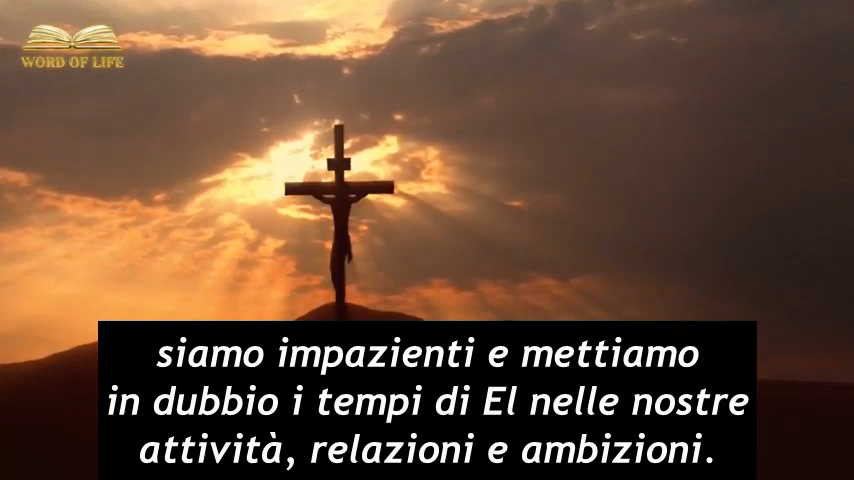 WORD OF LIFE
siamo impazienti e mettiamo
in dubbio i tempi di El nelle nostre
attività, relazioni e ambizioni.